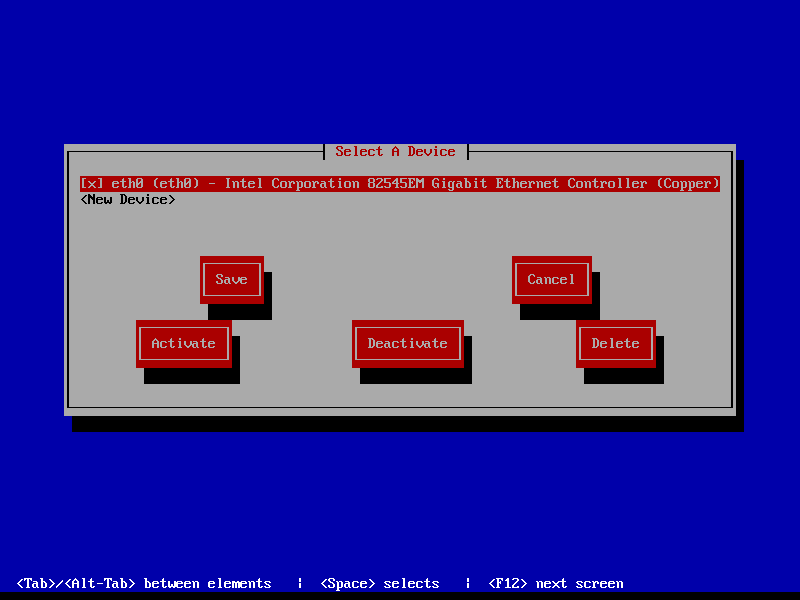 Select A Device
[x] eth0 (eth0) - Intel Corporation 82545EM Gigabit Ethernet Controller (Copper)
<New Device>
Save Cancel
Activate Deactivate Delete
<Tab>/<Alt-Tab> between elements | <Space> selects | <F12> next screen